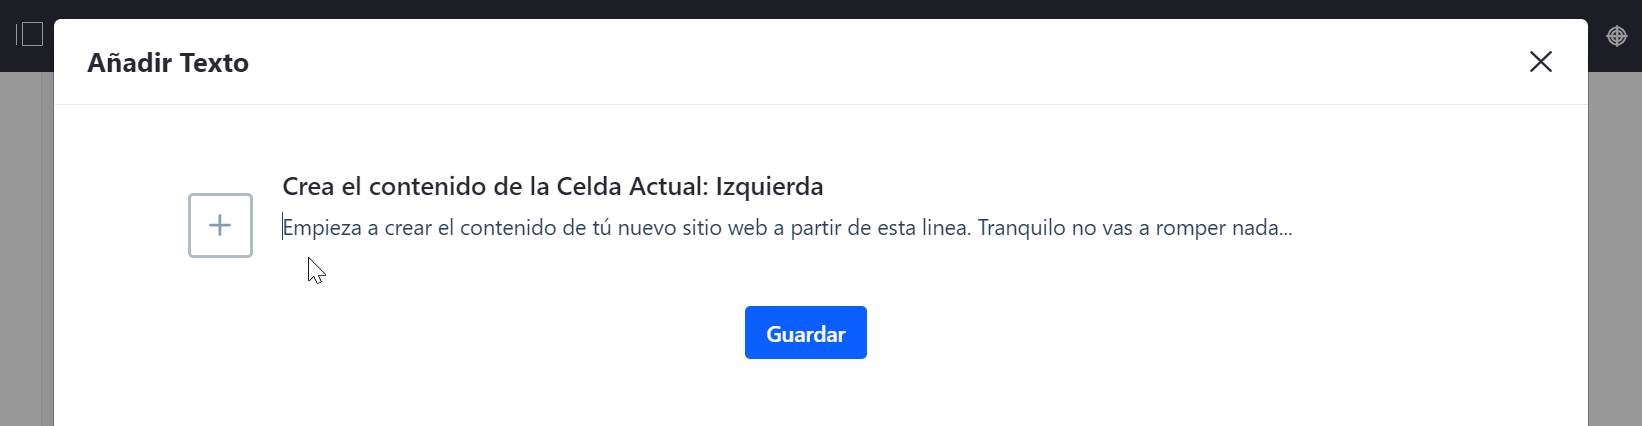 Añadir Texto
Crea el contenido de la Celda Actual: Izquierda
Empieza a crear el contenido de tú nuevo sitio web a partir de esta linea. Tranquilo no vas a romper nada...
Guardar